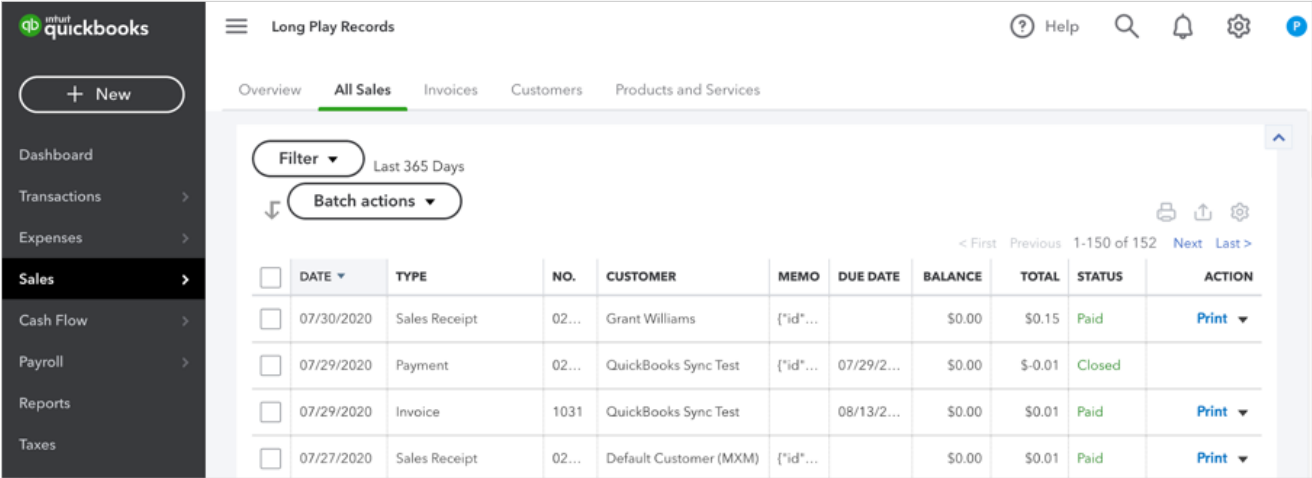 intuit
quickbooks
Long Play Records
Help
P
+ New
Overview All Sales Invoices Customers Products and Services
Dashboard
Transactions
Expenses
Sales
Cash Flow
Payroll
Reports
Taxes
Filter
Last 365 Days
Batch actions
< First Previous 1-150 of 152 Next Last >
DATE TYPE NO. CUSTOMER MEMO DUE DATE BALANCE TOTAL STATUS ACTION
07/30/2020 Sales Receipt 02... Grant Williams {"id"... $0.00 $0.15 Paid Print
07/29/2020 Payment 02... QuickBooks Sync Test {"id"... 07/29/2... $0.00 $-0.01 Closed
07/29/2020 Invoice 1031 QuickBooks Sync Test 08/13/2... $0.00 $0.01 Paid Print
07/27/2020 Sales Receipt 02... Default Customer (MXM) {"id"... $0.00 $0.01 Paid Print